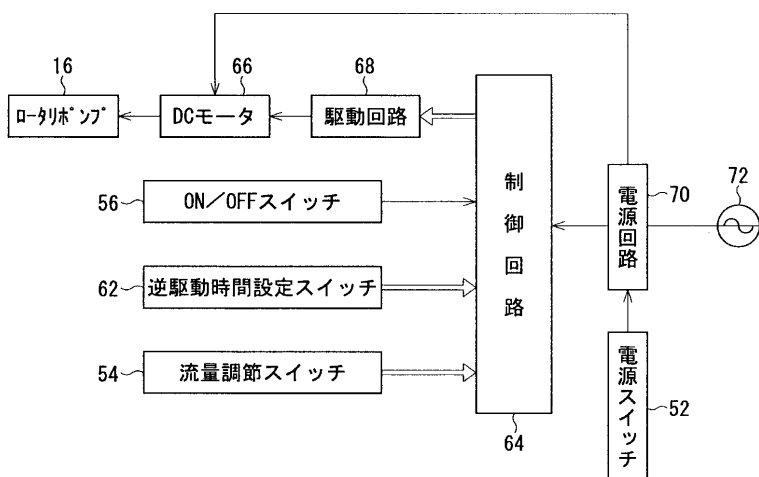 16
66
68
ロータリポンプ
DCモータ
駆動回路
56
ON/OFFスイッチ
62
逆駆動時間設定スイッチ
54
流量調節スイッチ
制御回路
64
電源回路
70
72
電源スイッチ
52